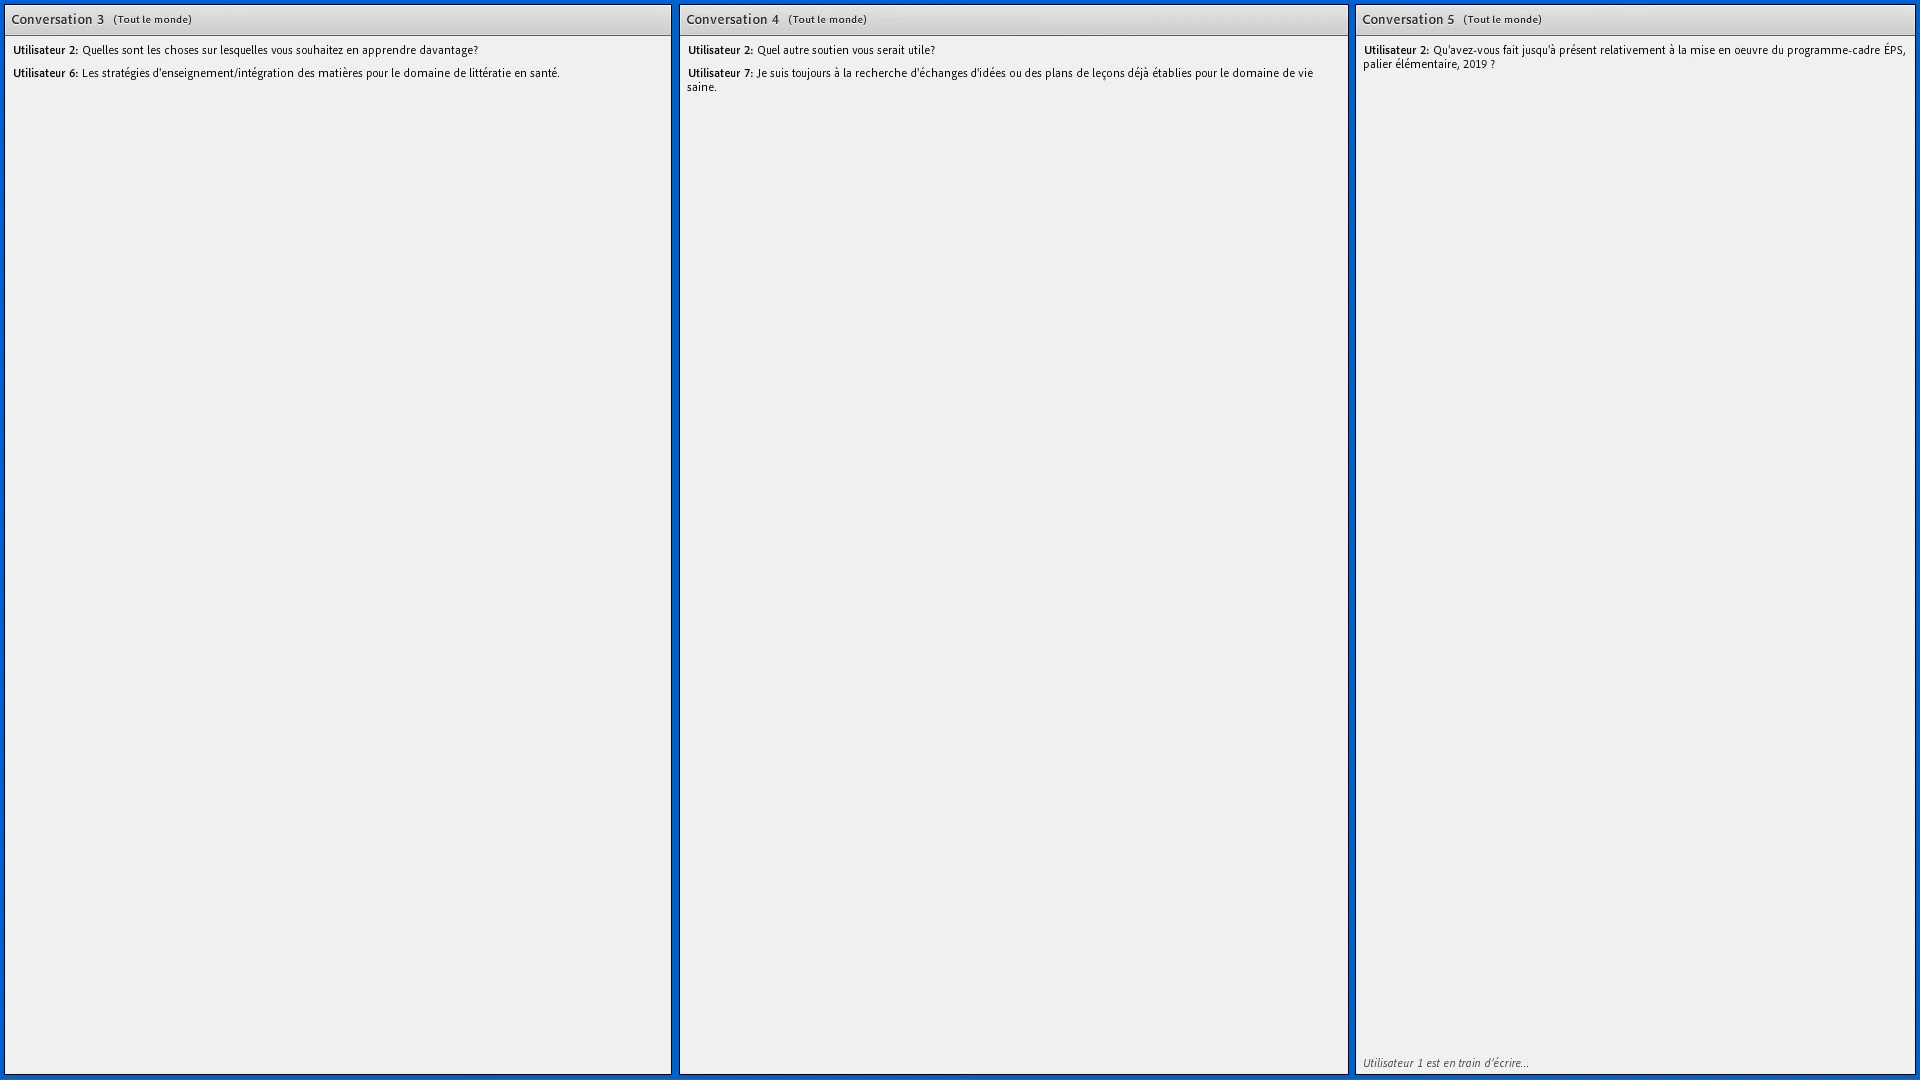 Conversation 3 (Tout le monde)
Utilisateur 2: Quelles sont les choses sur lesquelles vous souhaitez en apprendre davantage?
Utilisateur 6: Les stratégies d'enseignement/intégration des matières pour le domaine de littératie en santé.
Conversation 4 (Tout le monde)
Utilisateur 2: Quel autre soutien vous serait utile?
Utilisateur 7: Je suis toujours à la recherche d'échanges d'idées ou des plans de leçons déjà établies pour le domaine de vie
saine.
Conversation 5 (Tout le monde)
Utilisateur 2: Qu'avez-vous fait jusqu'à présent relativement à la mise en oeuvre du programme-cadre ÉPS,
palier élémentaire, 2019 ?
Utilisateur 1 est en train d'écrire...